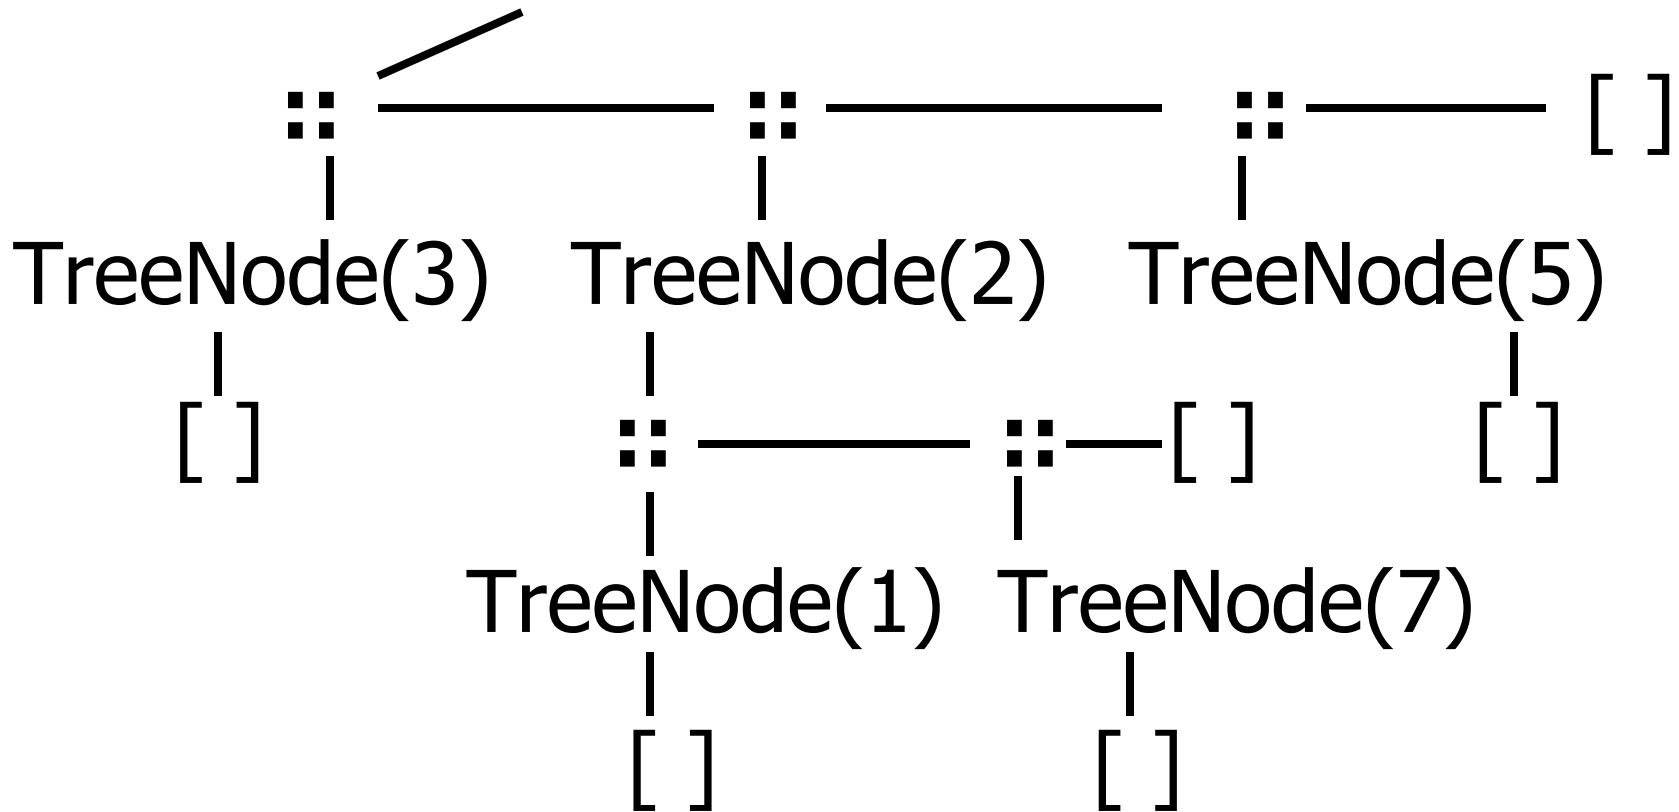 :: :: :: [ ]
TreeNode(3) TreeNode(2) TreeNode(5)
[ ] :: :: [ ] [ ]
TreeNode(1) TreeNode(7)
[ ] [ ]